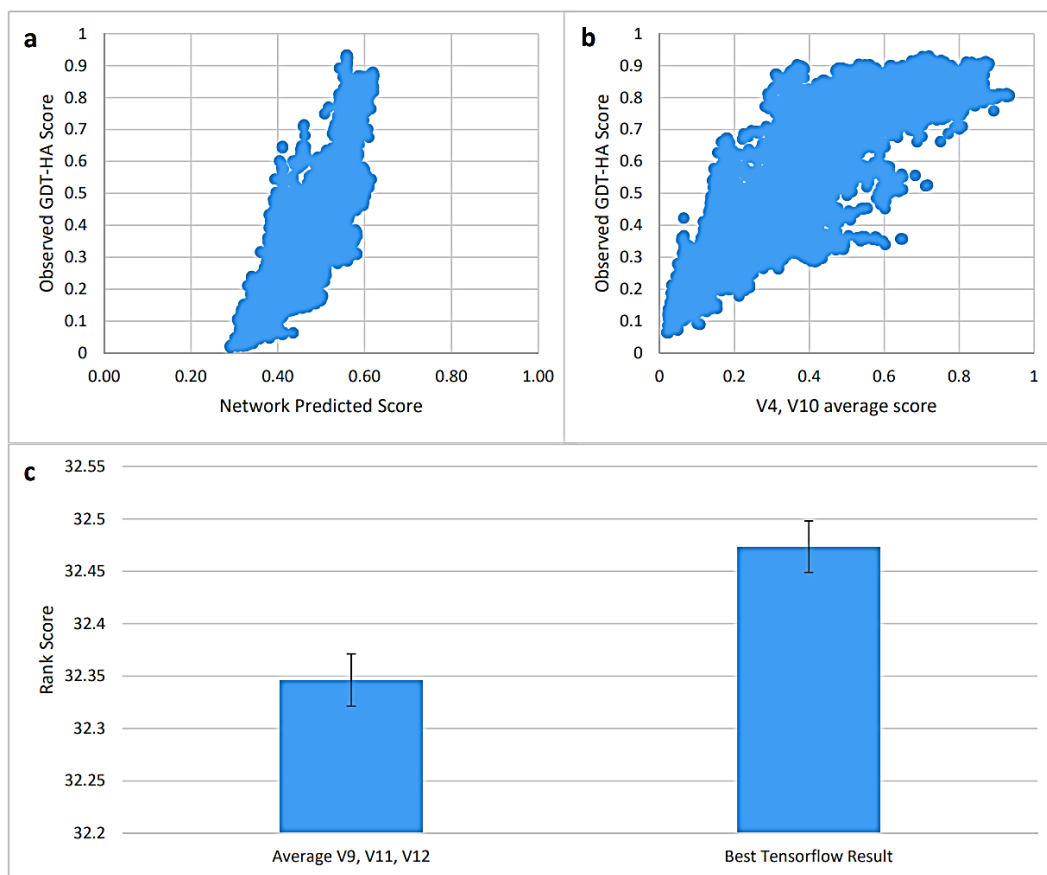 a
Observed GDT-HA Score
1
0.9
0.8
0.7
0.6
0.5
0.4
0.3
0.2
0.1
0
0.00 0.20 0.40 0.60 0.80 1.00
Network Predicted Score
b
Observed GDT-HA Score
1
0.9
0.8
0.7
0.6
0.5
0.4
0.3
0.2
0.1
0
0 0.2 0.4 0.6 0.8 1
V4, V10 average score
c
Rank Score
32.55
32.5
32.45
32.4
32.35
32.3
32.25
32.2
Average V9, V11, V12 Best Tensorflow Result